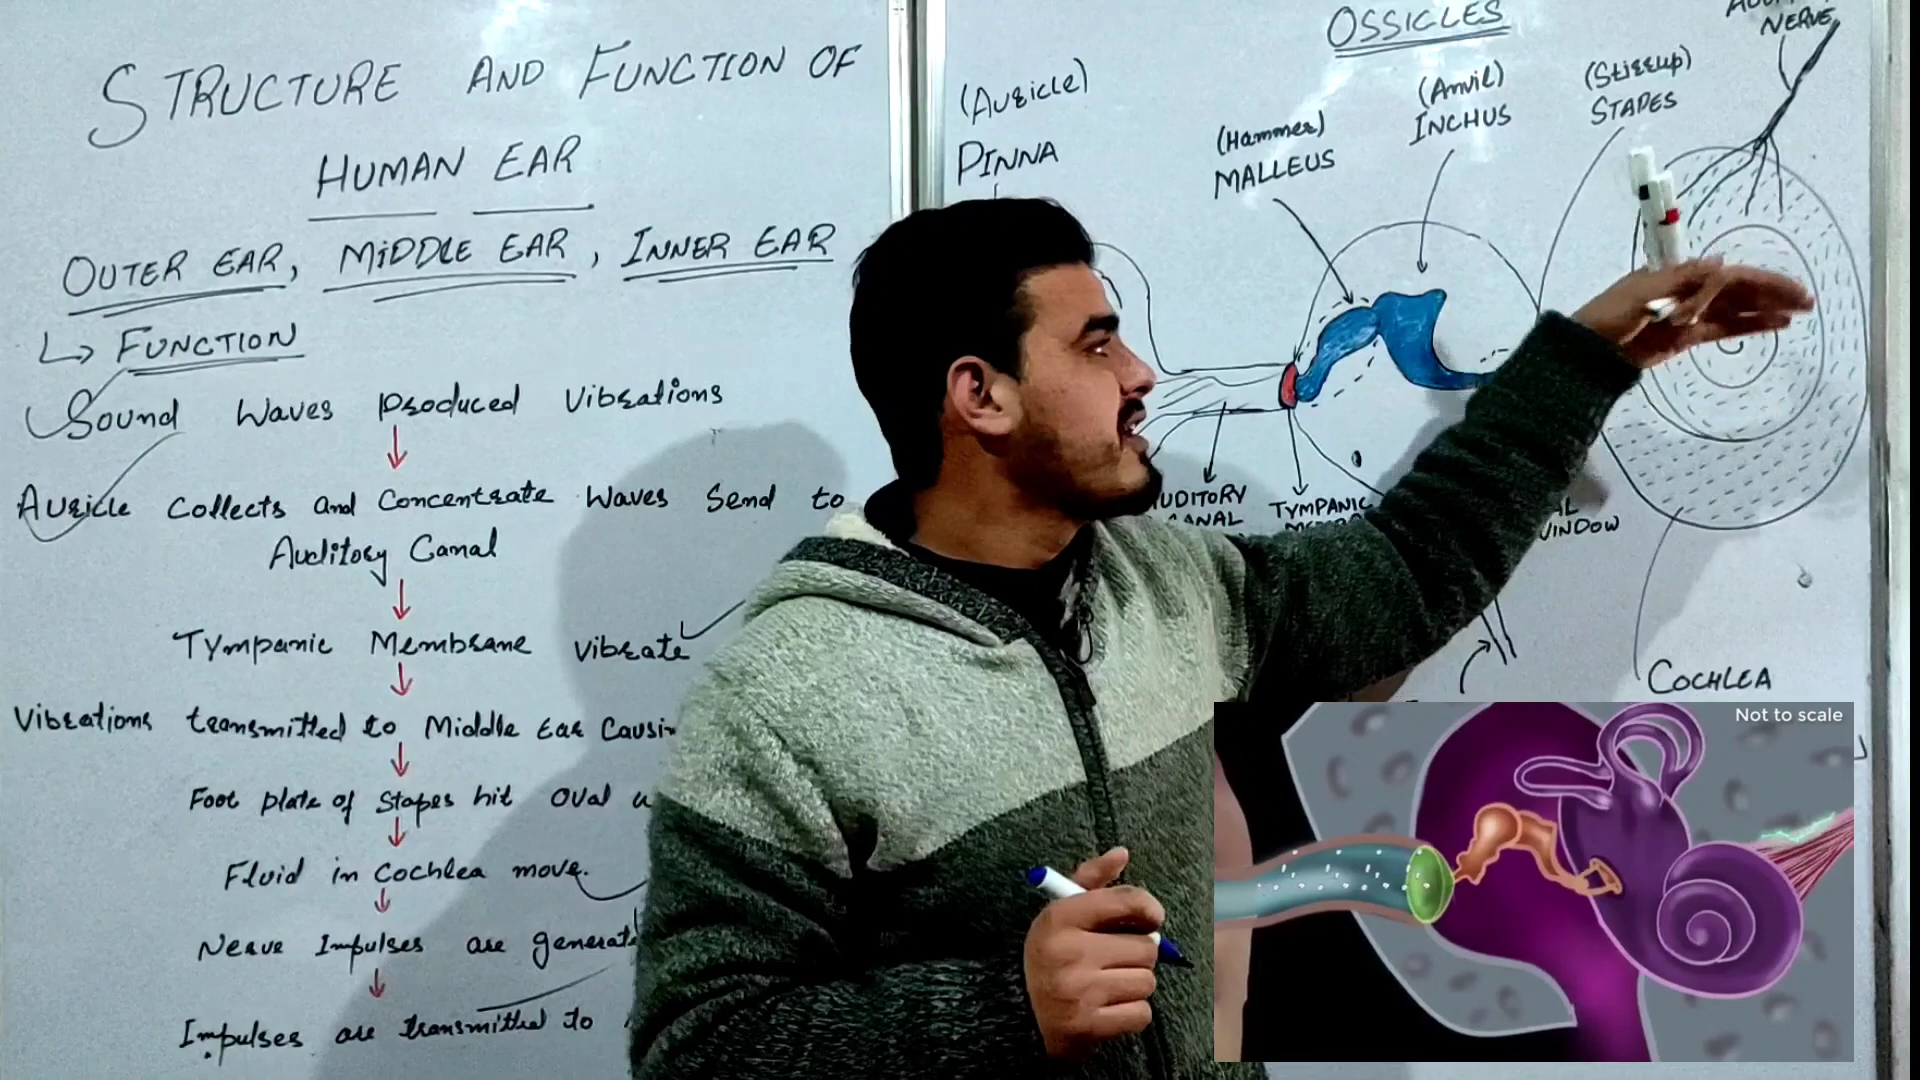 STRUCTURE AND FUNCTION OF
HUMAN EAR
OUTER EAR, MIDDLE EAR, INNER EAR
FUNCTION
Sound Waves Produced Vibrations
Auricle Collects and Concentrate Waves Send to
Auditory Canal
Tympanic Membrane Vibrate
Vibrations transmitted to Middle Ear
Foot plate of stapes hit oval
Fluid in Cochlea move.
Nerve Impulses are
Impulses are transmitted to
OSSICLES
NERVE
(Auricle)
PINNA
(Hammer)
MALLEUS
(Anvil)
INCHUS
(Stirrup)
STAPES
TYMPANIC
COCHLEA
Not to scale